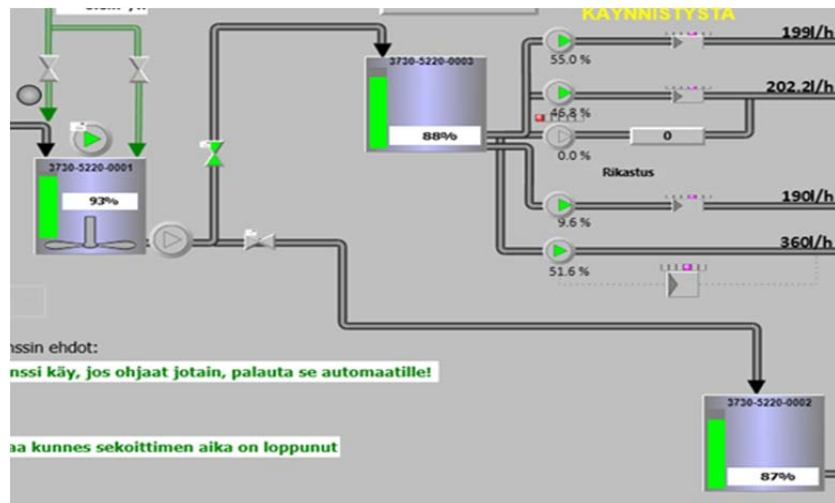 KÄYNNISTYSTÄ
199l/h
3730-5220-0003
55.0 %
202.2l/h
46.8 %
88%
0
0.0 %
Rikastus
3730-5220-0001
93%
190l/h
9.6 %
360l/h
51.6 %
nssin ehdot:
nssi käy, jos ohjaat jotain, palauta se automaatille!
3730-5220-0002
aa kunnes sekoittimen aika on loppunut
87%